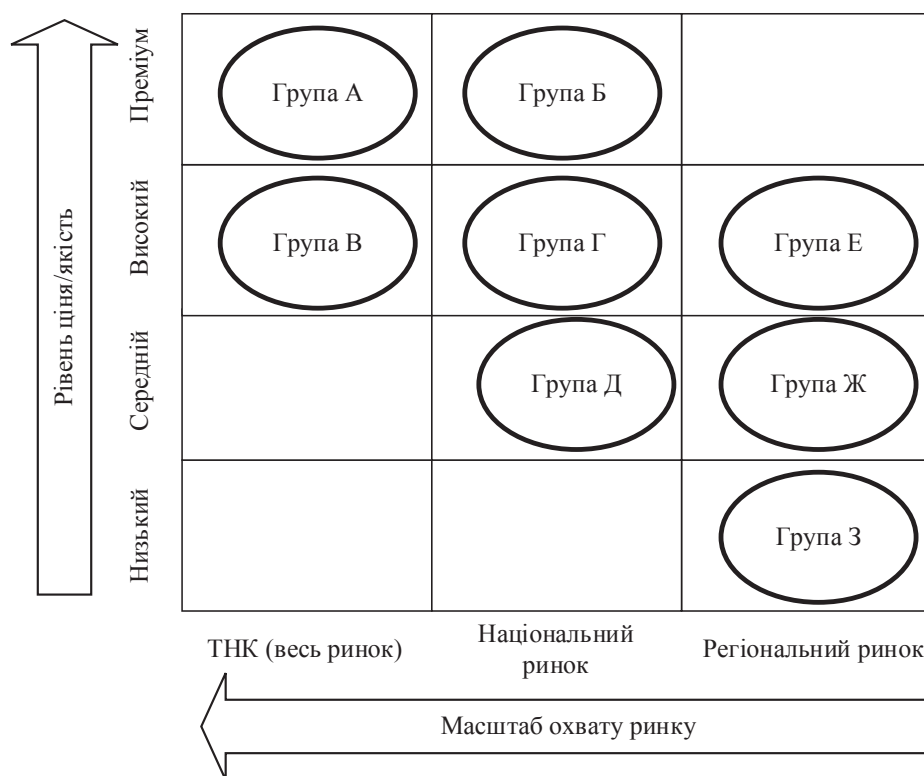 Рівень ціня/якість
Преміум
Група А
Група Б
Високий
Група В
Група Г
Група Е
Середній
Група Д
Група Ж
Низький
Група З
ТНК (весь ринок)
Національний
ринок
Регіональний ринок
Масштаб охвату ринку